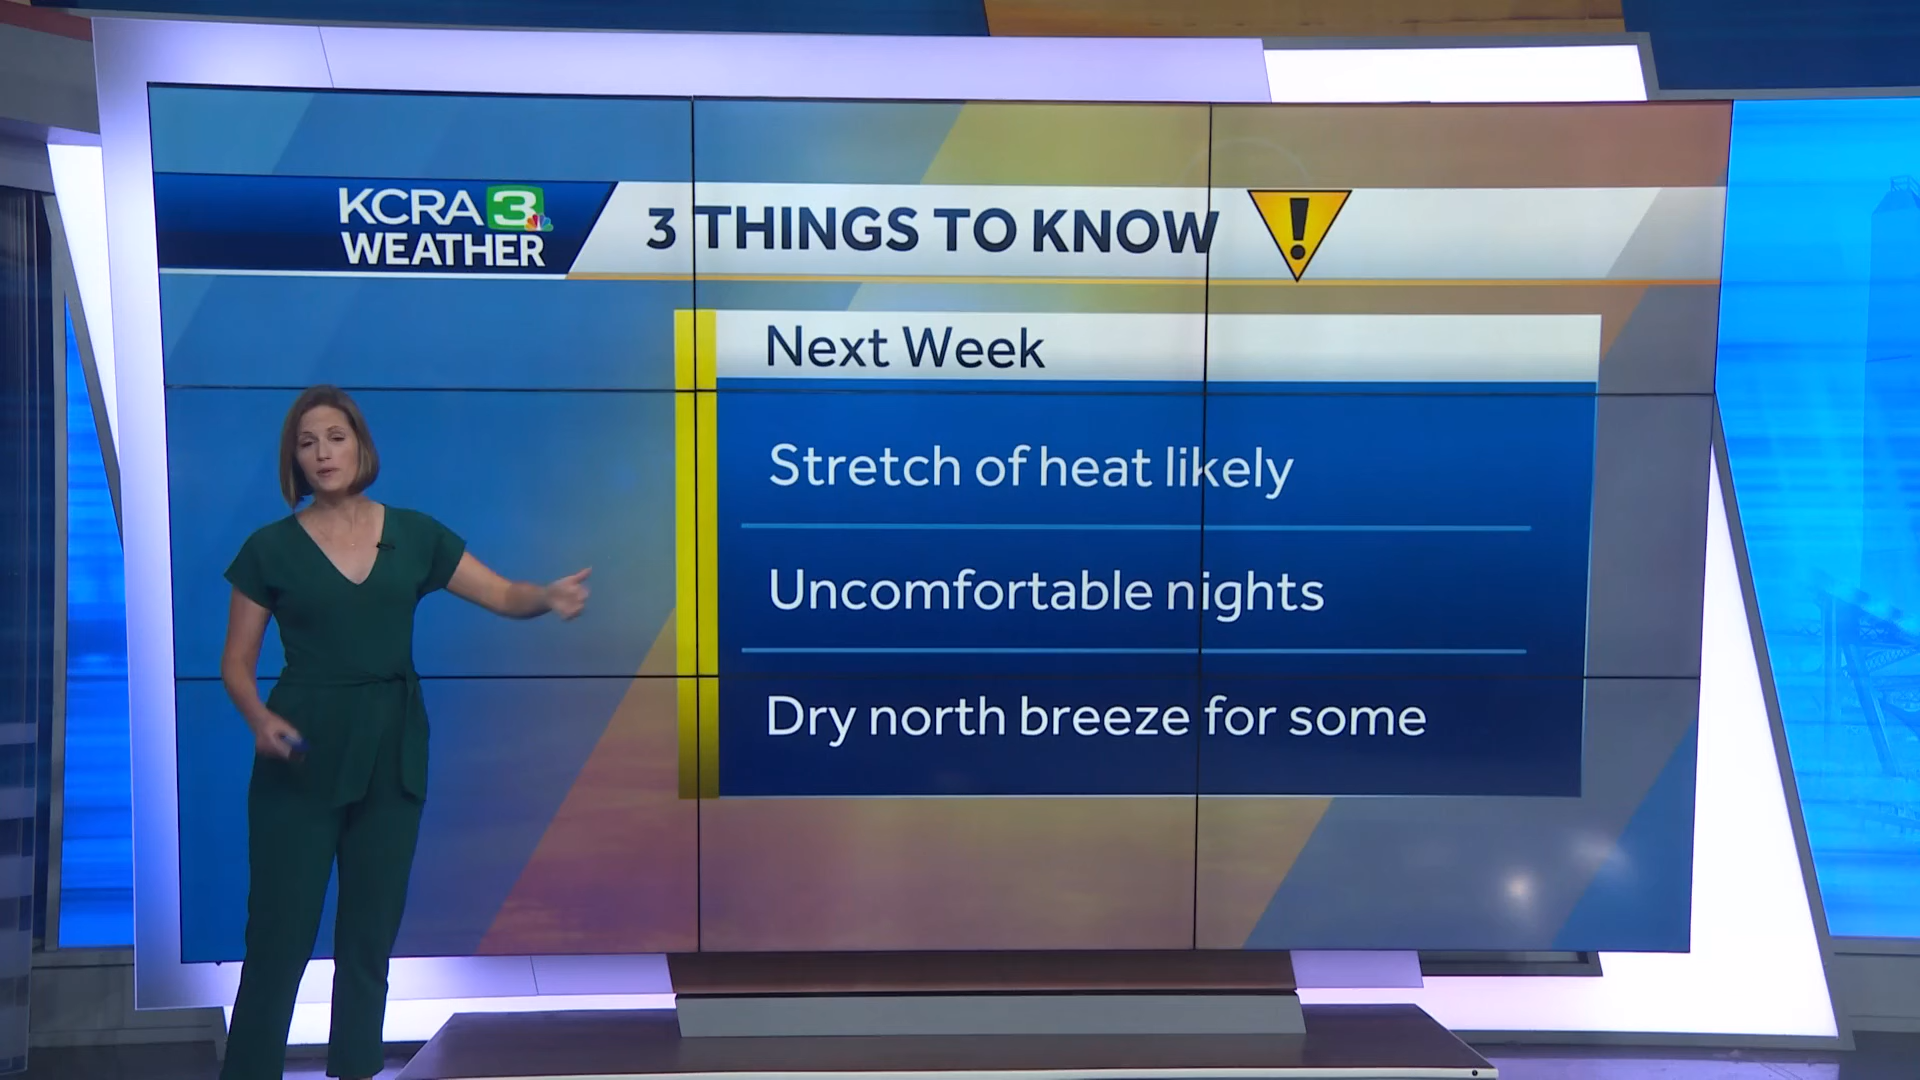 KCRA 3
WEATHER
3 THINGS TO KNOW
Next Week
Stretch of heat likely
Uncomfortable nights
Dry north breeze for some